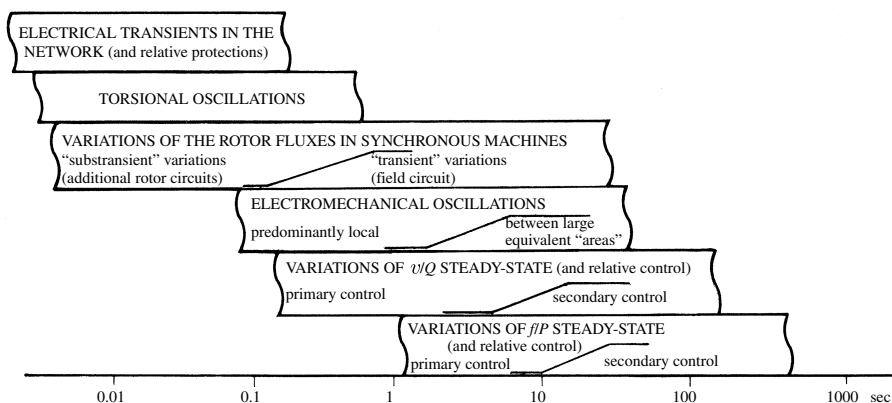 ELECTRICAL TRANSIENTS IN THE
NETWORK (and relative protections)
TORSIONAL OSCILLATIONS
VARIATIONS OF THE ROTOR FLUXES IN SYNCHRONOUS MACHINES
“substransient” variations
(additional rotor circuits)
“transient” variations
(field circuit)
ELECTROMECHANICAL OSCILLATIONS
predominantly local
between large
equivalent “areas”
VARIATIONS OF v/Q STEADY-STATE (and relative control)
primary control
secondary control
VARIATIONS OF f/P STEADY-STATE
(and relative control)
primary control
secondary control
0.01 0.1 1 10 100 1000 sec